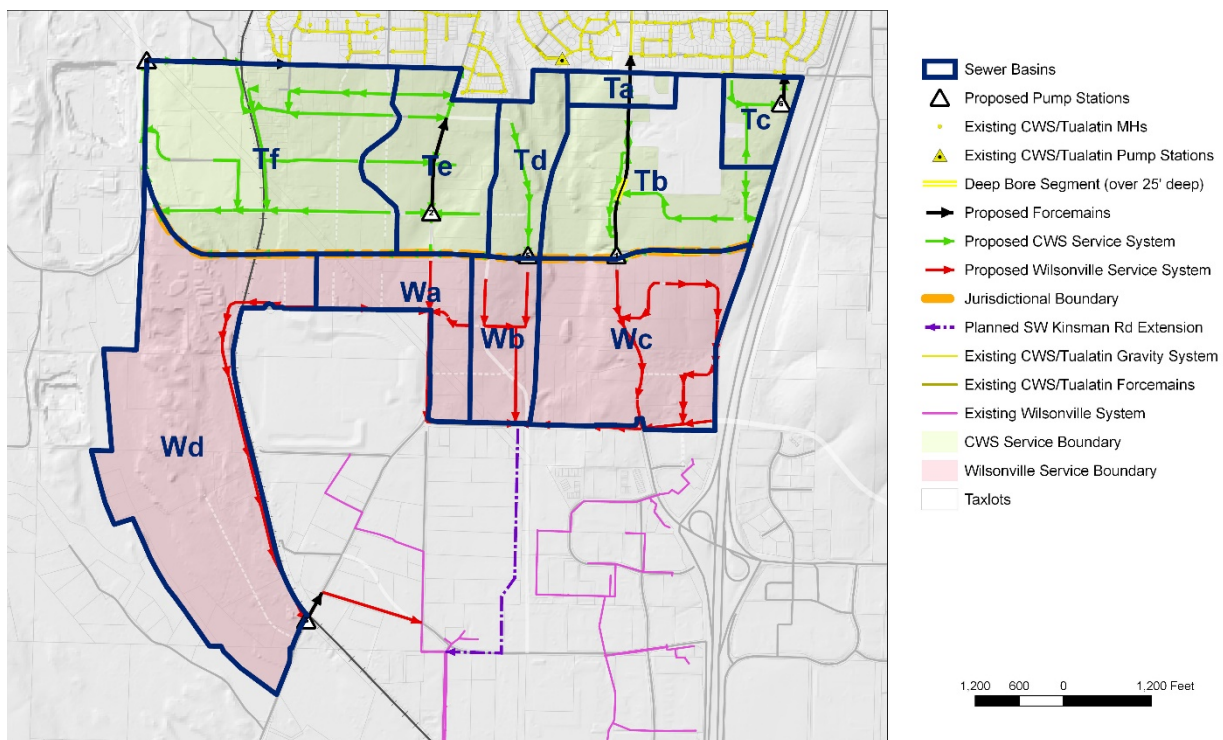 Ta
Tc
6
Tf
Te
Td
Tb
2
Wa
Wb
Wc
Wd
Sewer Basins
Proposed Pump Stations
Existing CWS/Tualatin MHs
Existing CWS/Tualatin Pump Stations
Deep Bore Segment (over 25' deep)
Proposed Forcemains
Proposed CWS Service System
Proposed Wilsonville Service System
Jurisdictional Boundary
Planned SW Kinsman Rd Extension
Existing CWS/Tualatin Gravity System
Existing CWS/Tualatin Forcemains
Existing Wilsonville System
CWS Service Boundary
Wilsonville Service Boundary
Taxlots
1,200 600 0 1,200 Feet